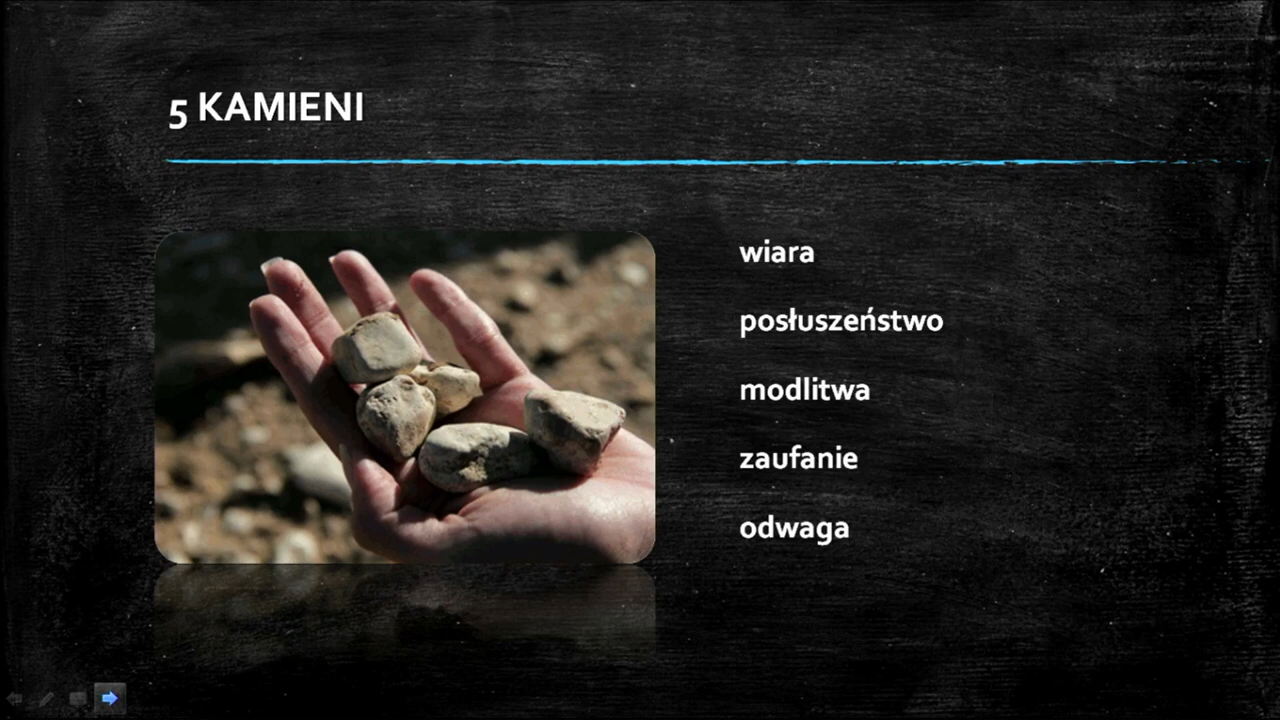 5 KAMIENI
wiara
posłuszeństwo
modlitwa
zaufanie
odwaga